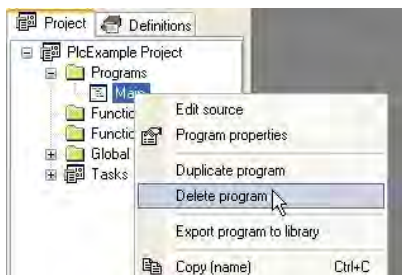 Project Definitions
PlcExample Project
Programs
Main
Edit source
Functio
Program properties
Functio
Global
Duplicate program
Tasks
Delete program
Export program to library
Copy (name) Ctrl+C